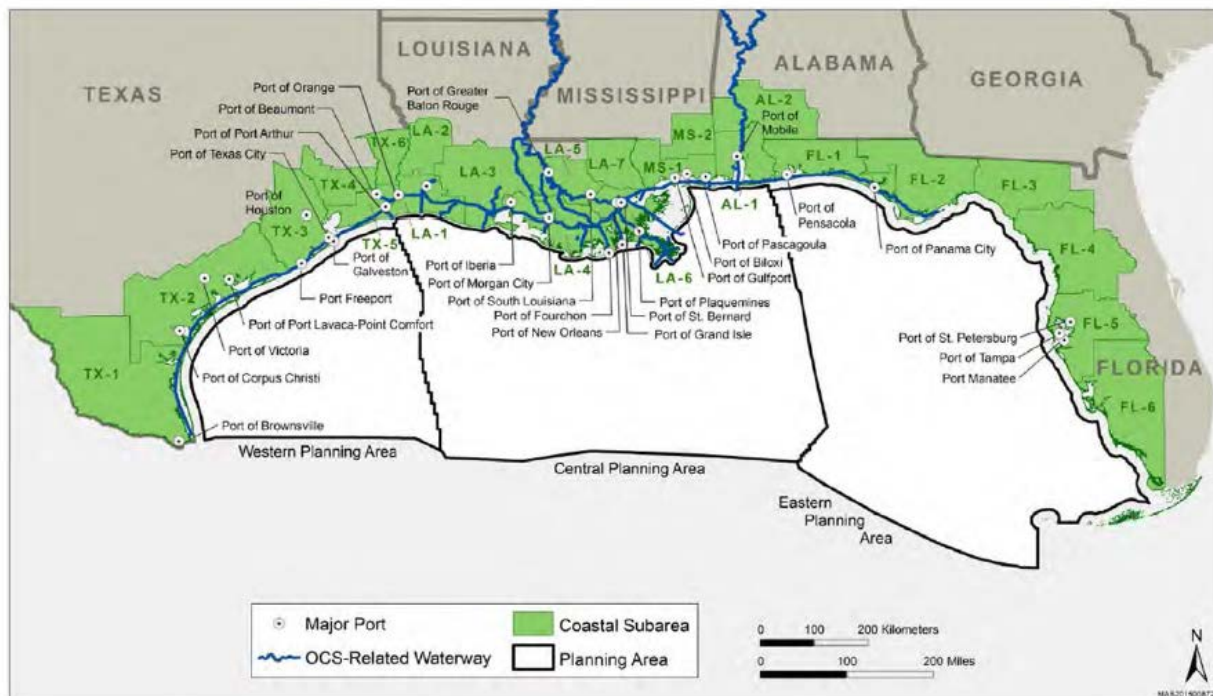 LOUISIANA
ALABAMA
TEXAS
MISSISSIPPI
GEORGIA
Port of Orange
Port of Beaumont
Port of Port Arthur
Port of Texas City
Port of
Houston
Port of Greater
Baton Rouge
Port of
Mobile
TX-6
LA-2
LA-5
LA-7
MS-2
AL-2
TX-4
LA-3
MS-1
FL-1
FL-2
FL-3
TX-3
TX-5
LA-1
AL-1
Port of
Pensacola
Port of
Galveston
Port of Iberia
LA-4
LA-6
Port of Pascagoula
Port of Panama City
FL-4
TX-2
Port of Morgan City
Port of Biloxi
Port of Gulfport
Port Freeport
Port of South Louisiana
Port of Plaquemines
Port of Port Lavaca-Point Comfort
Port of Fourchon
Port of St. Bernard
Port of New Orleans
Port of Grand Isle
Port of St. Petersburg
FL-5
Port of Victoria
Port of Tampa
TX-1
Port of Corpus Christi
Port Manatee
FLORIDA
FL-6
Port of Brownsville
Western Planning Area
Central Planning Area
Eastern
Planning
Area
Major Port
Coastal Subarea
OCS-Related Waterway
Planning Area
0 100 200 Kilometers
0 100 200 Miles
N